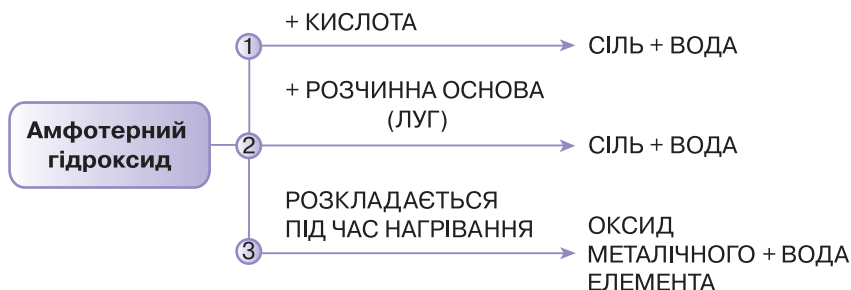 Амфотерний
гідроксид
1
+ КИСЛОТА
СІЛЬ + ВОДА
2
+ РОЗЧИННА ОСНОВА
(ЛУГ)
СІЛЬ + ВОДА
3
РОЗКЛАДАЄТЬСЯ
ПІД ЧАС НАГРІВАННЯ
ОКСИД
МЕТАЛІЧНОГО + ВОДА
ЕЛЕМЕНТА